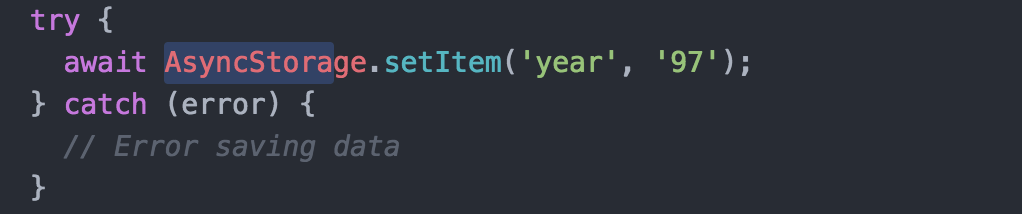 try {
  await AsyncStorage.setItem('year', '97');
} catch (error) {
  // Error saving data
}